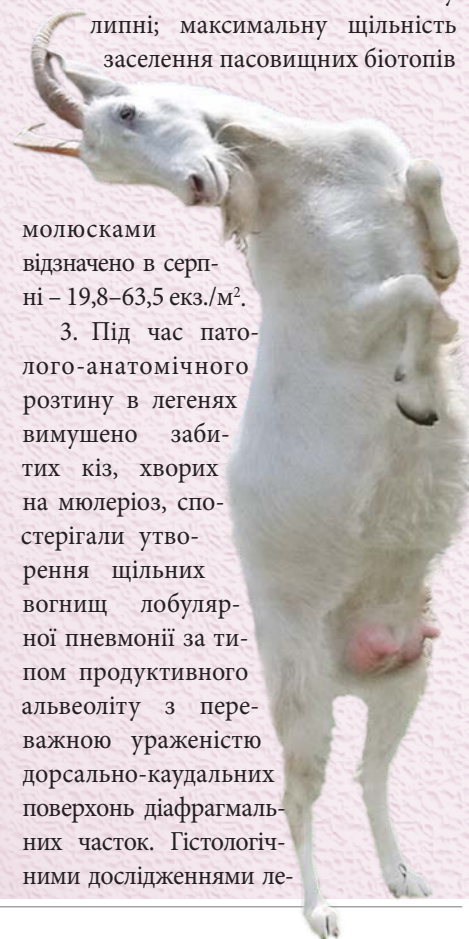 липні; максимальну щільність
заселення пасовищних біотопів
молюсками
відзначено в серп-
ні – 19,8–63,5 екз./м².
3. Під час пато-
лого-анатомічного
розтину в легенях
вимушено заби-
тих кіз, хворих
на мюлеріоз, спо-
стерігали утво-
рення щільних
вогнищ лобуляр-
ної пневмонії за ти-
пом продуктивного
альвеоліту з пере-
важною ураженістю
дорсально-каудальних
поверхонь діафрагмаль-
них часток. Гістологіч-
ними дослідженнями ле-